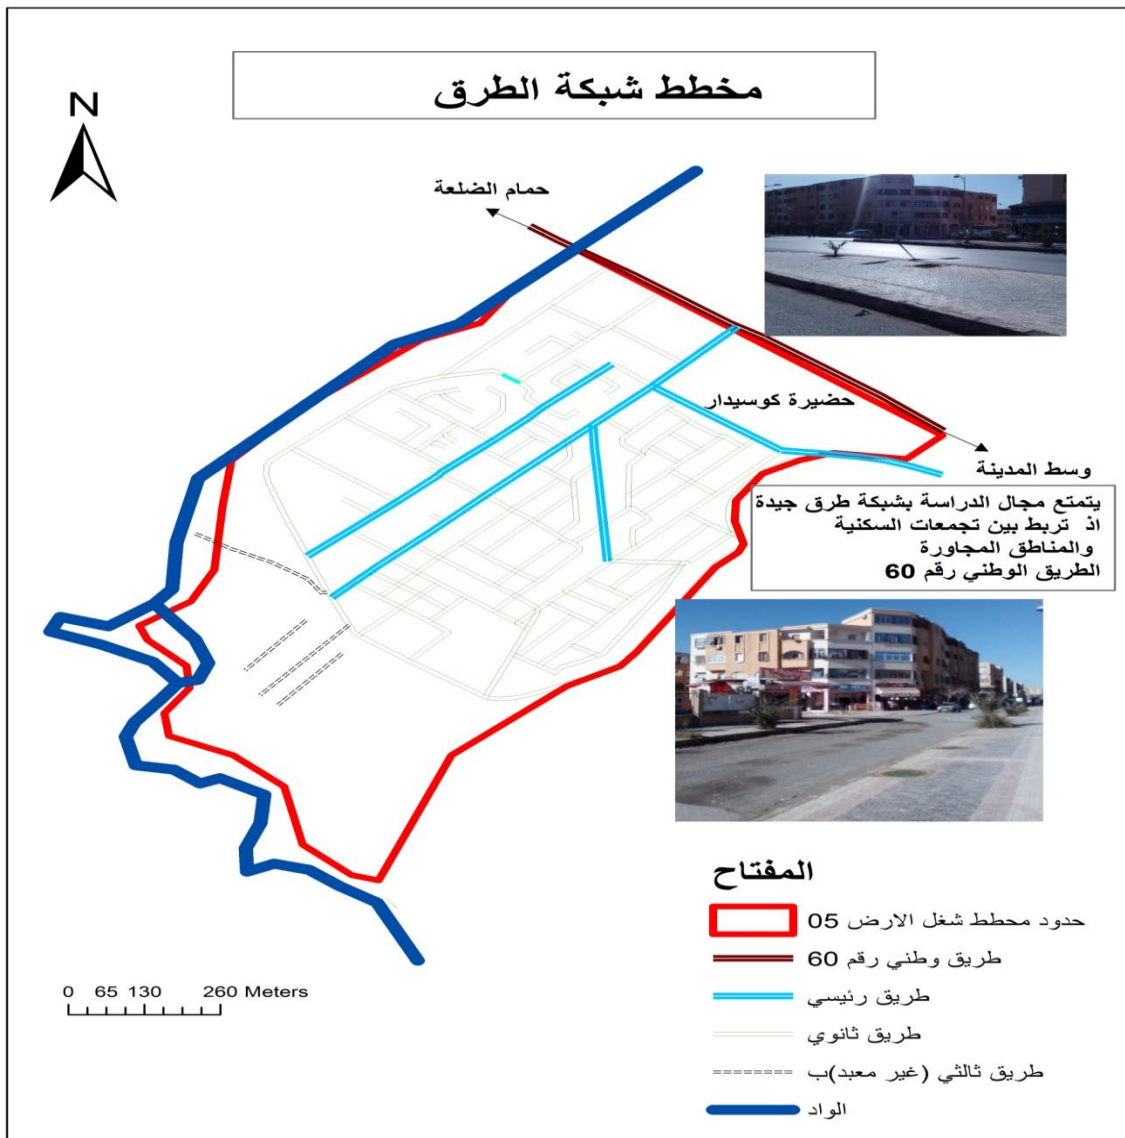 مخطط شبكة الطرق
N
حمام الضلعة
حضيرة كوسيدار
وسط المدينة
يتمتع مجال الدراسة بشبكة طرق جيدة
اذ تربط بين تجمعات السكنية
والمناطق المجاورة
الطريق الوطني رقم 60
المفتاح
حدود محطط شغل الارض 05
طريق وطني رقم 60
طريق رئيسي
طريق ثانوي
طريق ثالثي (غير معبد)ب
الواد
0 65 130 260 Meters